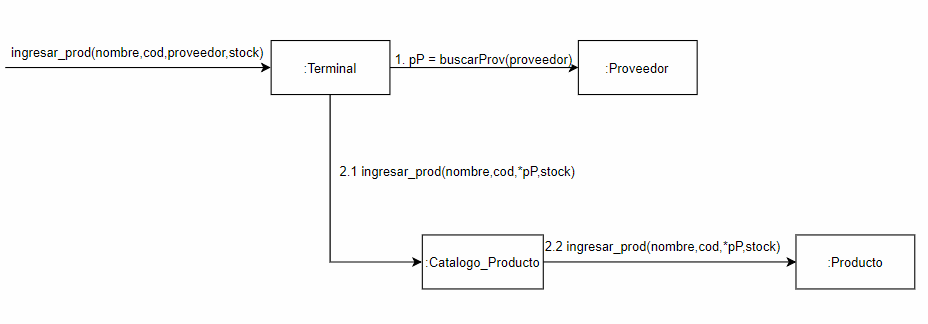 ingresar_prod(nombre,cod,proveedor,stock)
:Terminal
1. pP = buscarProv(proveedor)
:Proveedor
2.1 ingresar_prod(nombre,cod,*pP,stock)
:Catalogo_Producto
2.2 ingresar_prod(nombre,cod,*pP,stock)
:Producto